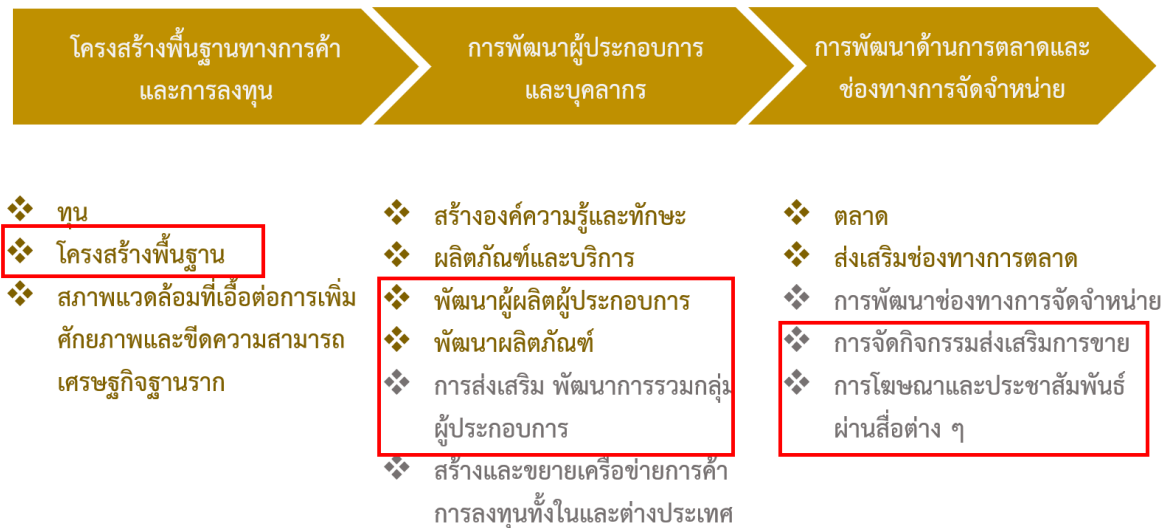 โครงสร้างพื้นฐานทางการค้า
และการลงทุน
การพัฒนาผู้ประกอบการ
และบุคลากร
การพัฒนาด้านการตลาดและ
ช่องทางการจัดจำหน่าย
ทุน
โครงสร้างพื้นฐาน
สภาพแวดล้อมที่เอื้อต่อการเพิ่ม
ศักยภาพและขีดความสามารถ
เศรษฐกิจฐานราก
สร้างองค์ความรู้และทักษะ
ผลิตภัณฑ์และบริการ
พัฒนาผู้ผลิตผู้ประกอบการ
พัฒนาผลิตภัณฑ์
การส่งเสริม พัฒนาการรวมกลุ่ม
ผู้ประกอบการ
สร้างและขยายเครือข่ายการค้า
การลงทุนทั้งในและต่างประเทศ
ตลาด
ส่งเสริมช่องทางการตลาด
การพัฒนาช่องทางการจัดจำหน่าย
การจัดกิจกรรมส่งเสริมการขาย
การโฆษณาและประชาสัมพันธ์
ผ่านสื่อต่าง ๆ